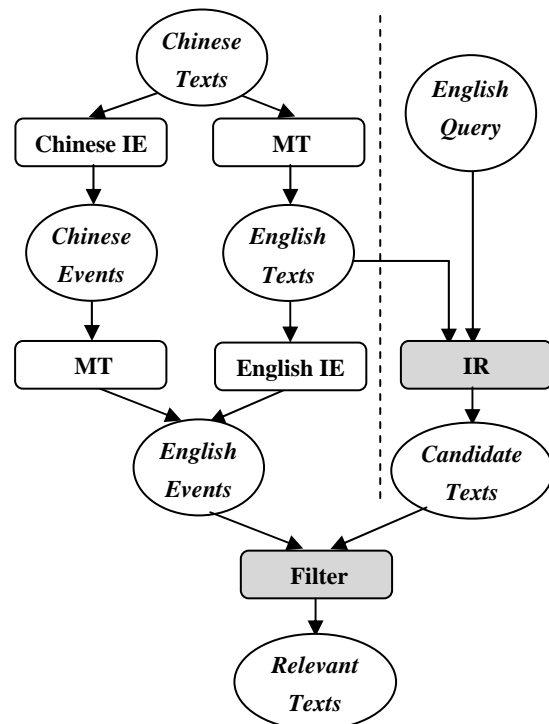 Chinese
Texts
English
Query
Chinese IE
MT
Chinese
Events
English
Texts
MT
English IE
IR
English
Events
Candidate
Texts
Filter
Relevant
Texts